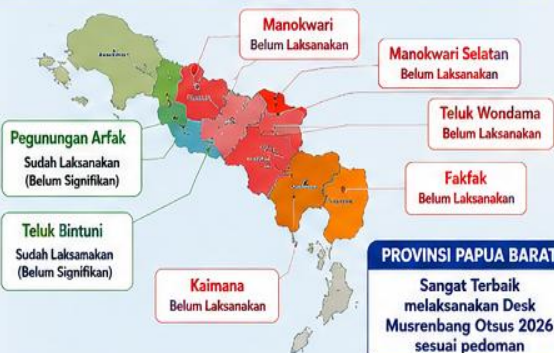 Manokwari
Belum Laksanakan
Manokwari Selatan
Belum Laksanakan
Teluk Wondama
Belum Laksanakan
Pegunungan Arfak
Sudah Laksanakan
(Belum Signifikan)
Fakfak
Belum Laksanakan
Teluk Bintuni
Sudah Laksamakan
(Belum Signifikan)
Kaimana
Belum Laksanakan
PROVINSI PAPUA BARAT
Sangat Terbaik
melaksanakan Desk
Musrenbang Otsus 2026
sesuai pedoman